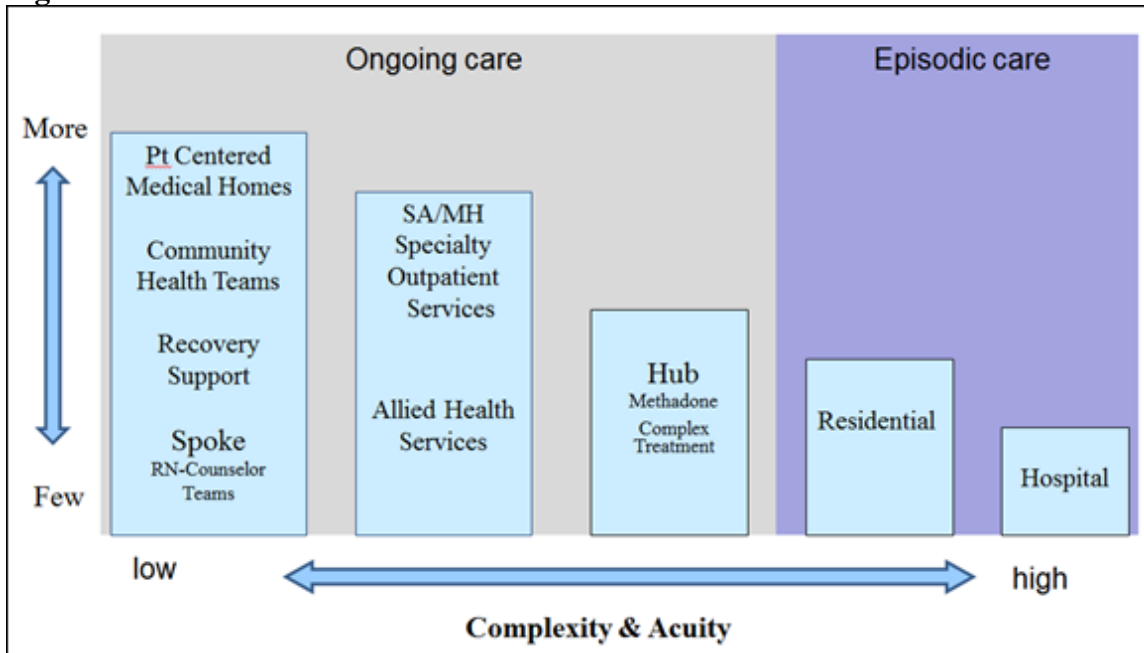 Ongoing care
Episodic care
More
Few
Pt Centered
Medical Homes
Community
Health Teams
Recovery
Support
Spoke
RN-Counselor
Teams
SA/MH
Specialty
Outpatient
Services
Allied Health
Services
Hub
Methadone
Complex
Treatment
Residential
Hospital
low
high
Complexity & Acuity